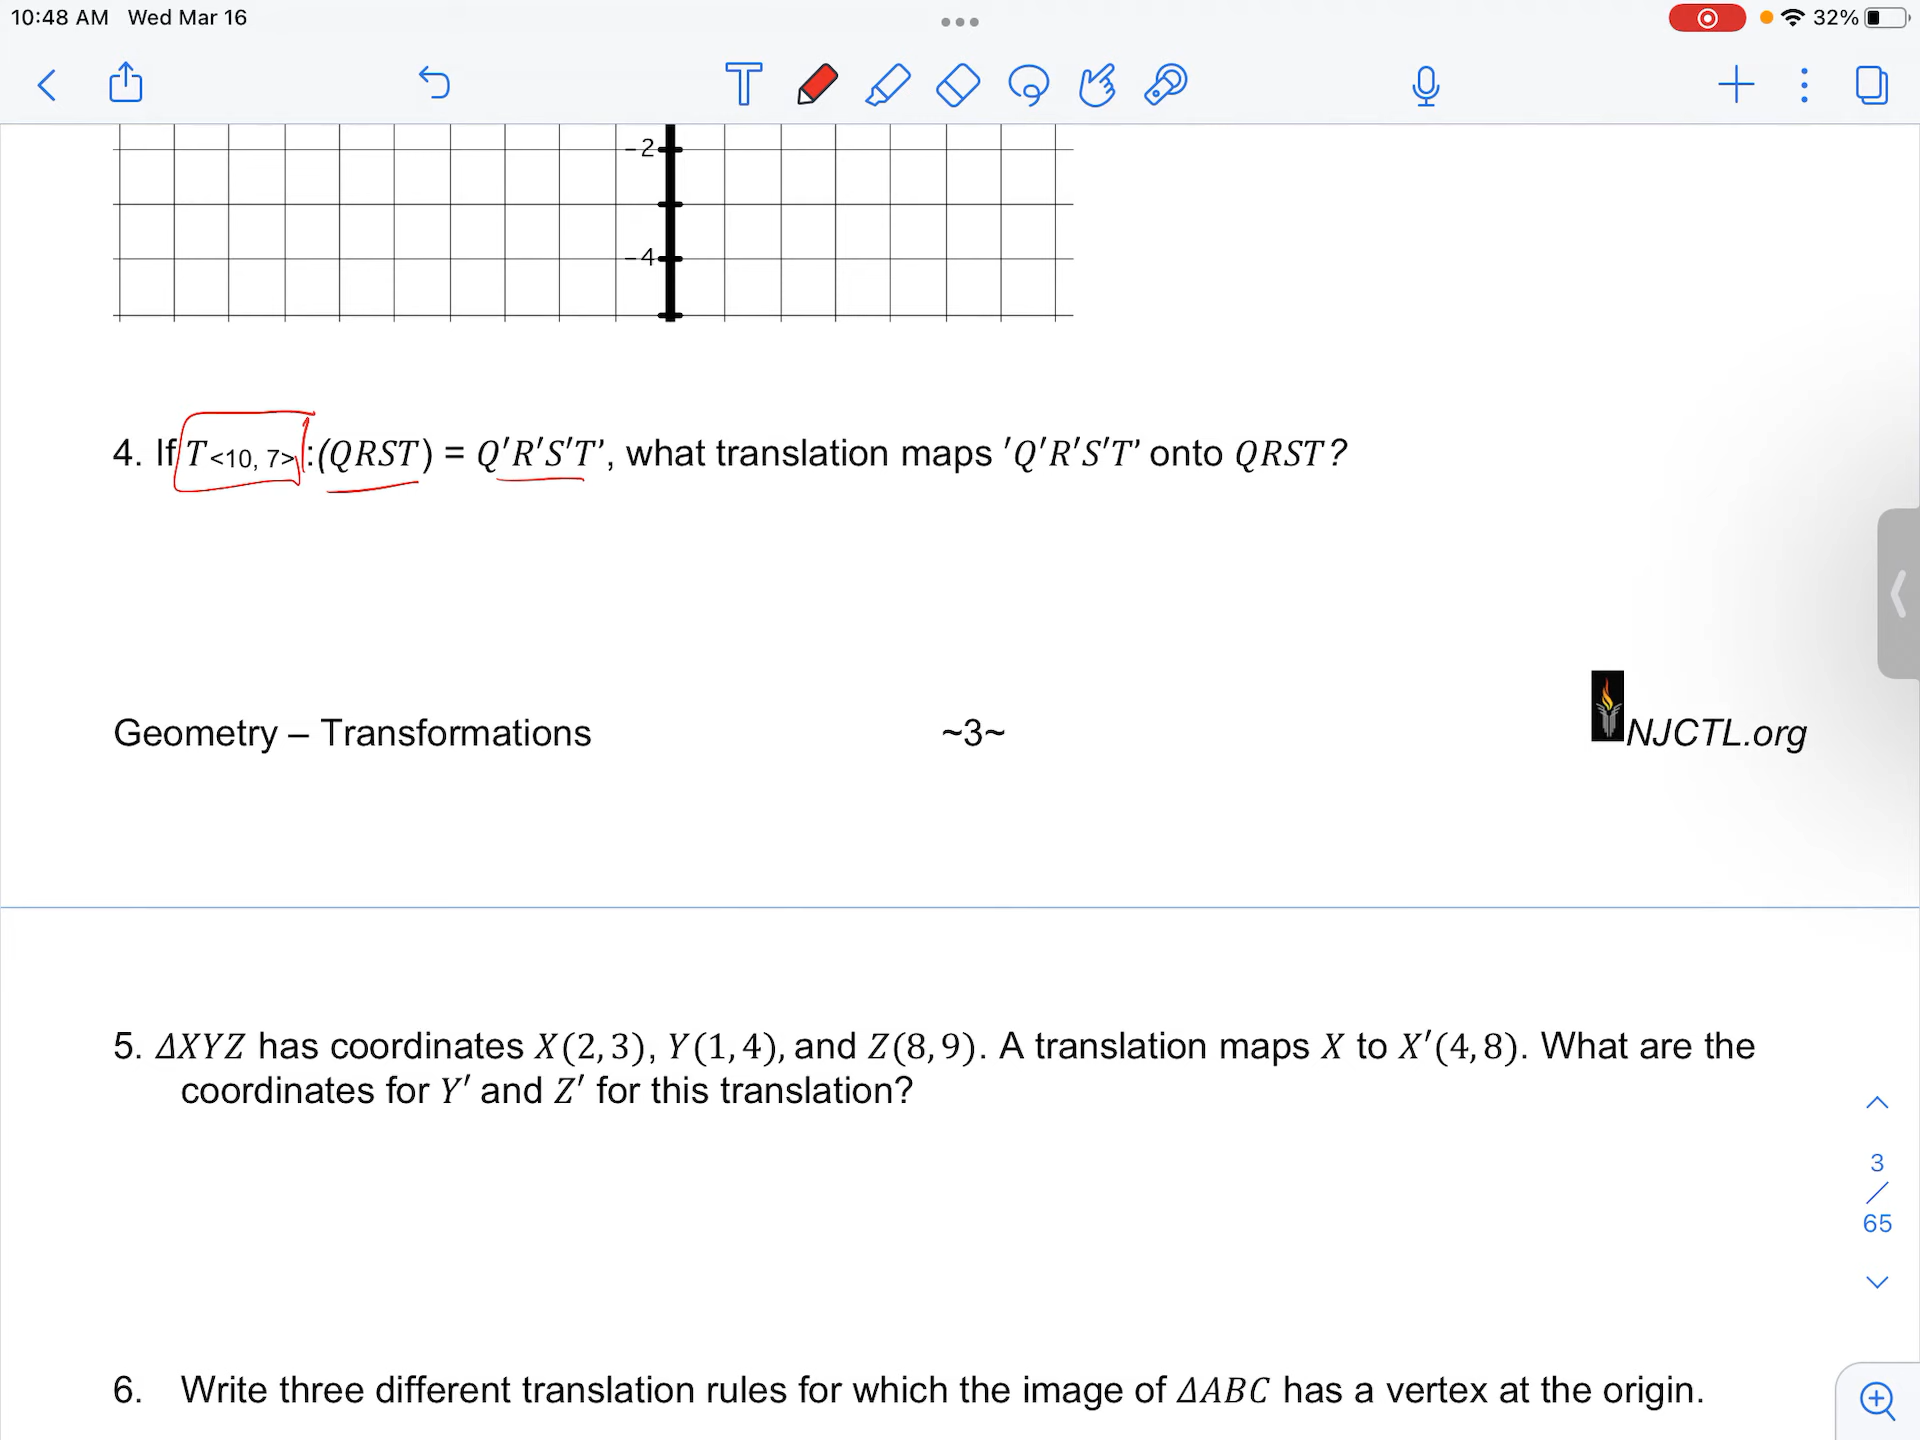 10:48 AM Wed Mar 16
32%
T
-2
-4
4. If T<10, 7>:(QRST) = Q′R′S′T’, what translation maps ′Q′R′S′T’ onto QRST?
Geometry – Transformations ~3~ NJCTL.org
5. ΔXYZ has coordinates X(2,3), Y(1,4), and Z(8,9). A translation maps X to X′(4,8). What are the
coordinates for Y′ and Z′ for this translation?
3
/
65
6. Write three different translation rules for which the image of ΔABC has a vertex at the origin.